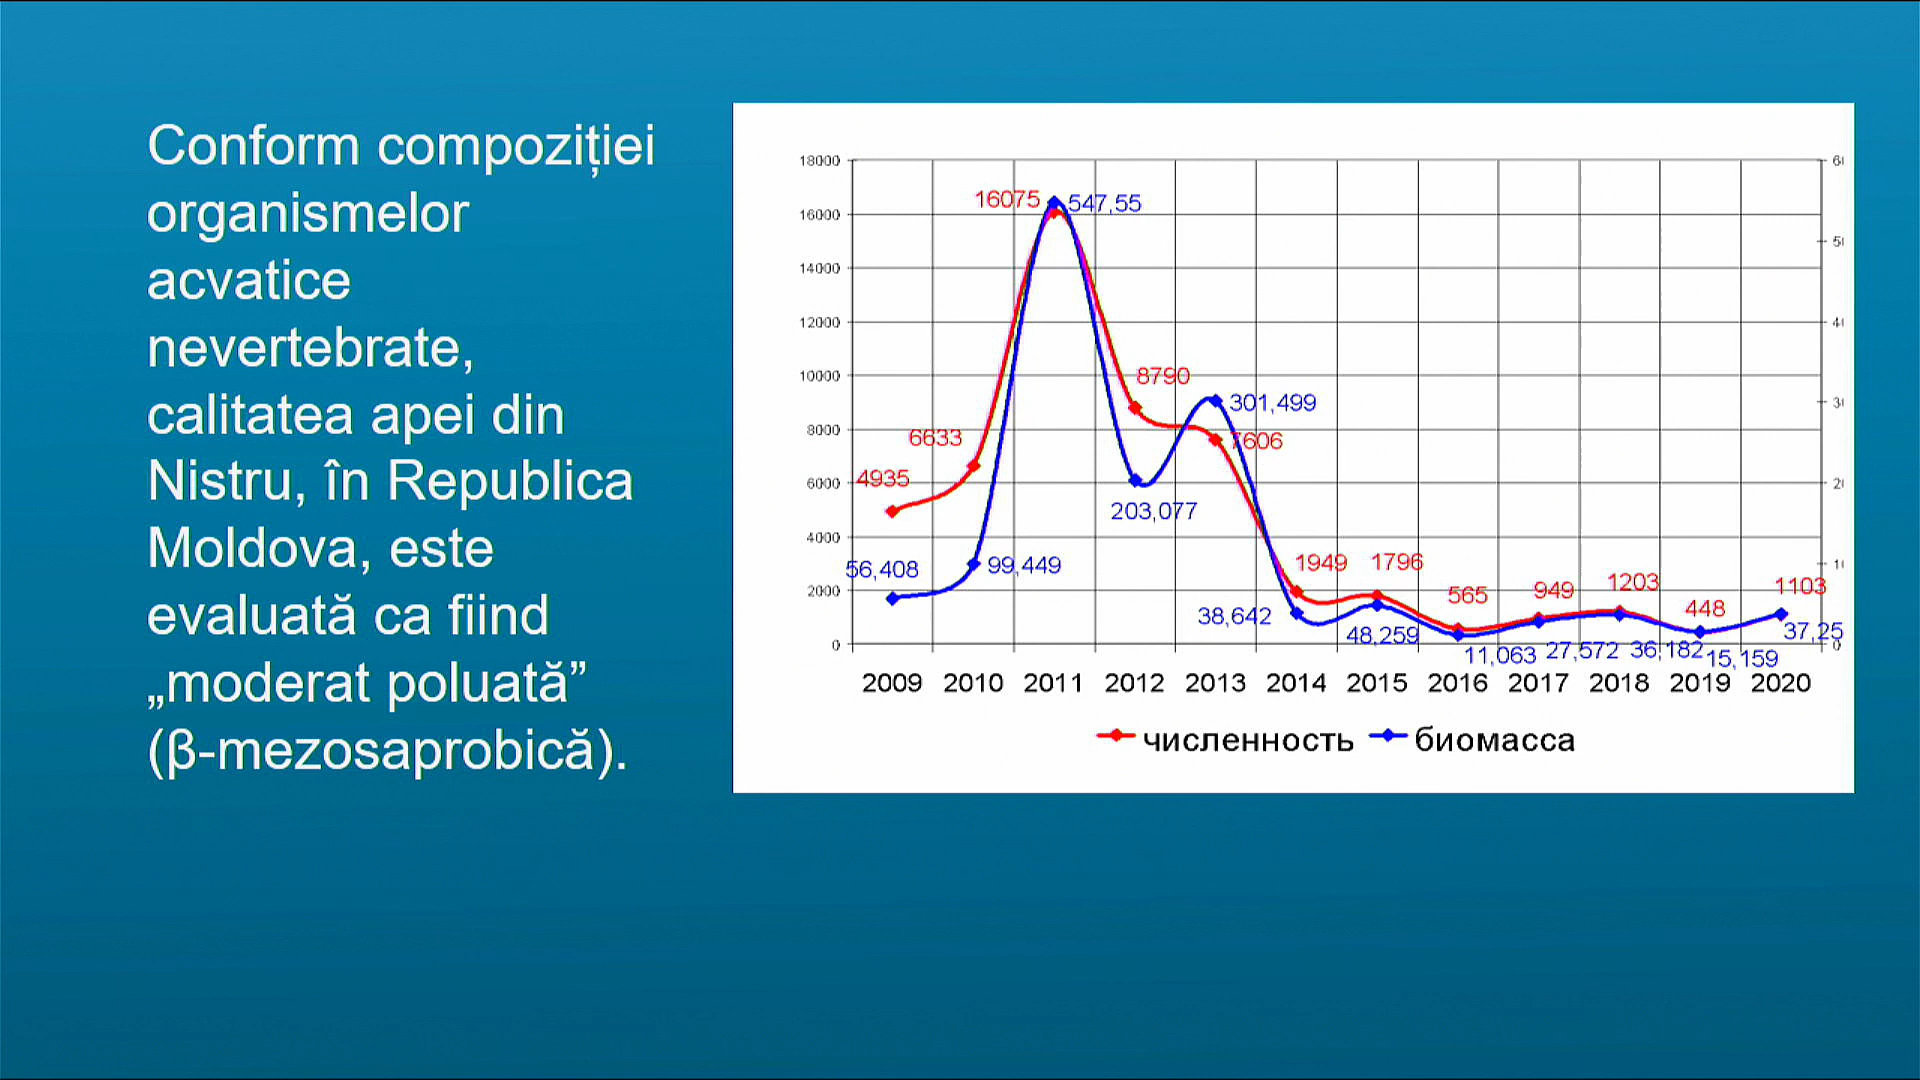 Conform compoziției
organismelor
acvatice
nevertebrate,
calitatea apei din
Nistru, în Republica
Moldova, este
evaluată ca fiind
„moderat poluată”
(β-mezosaprobică).
18000
16000
14000
12000
10000
8000
6000
4000
2000
0
16075
547,55
8790
301,499
7606
6633
4935
203,077
56,408
99,449
1949
1796
565
949
1203
448
1103
38,642
48,259
11,063
27,572
36,182
15,159
37,25
0
2009 2010 2011 2012 2013 2014 2015 2016 2017 2018 2019 2020
численность биомасса